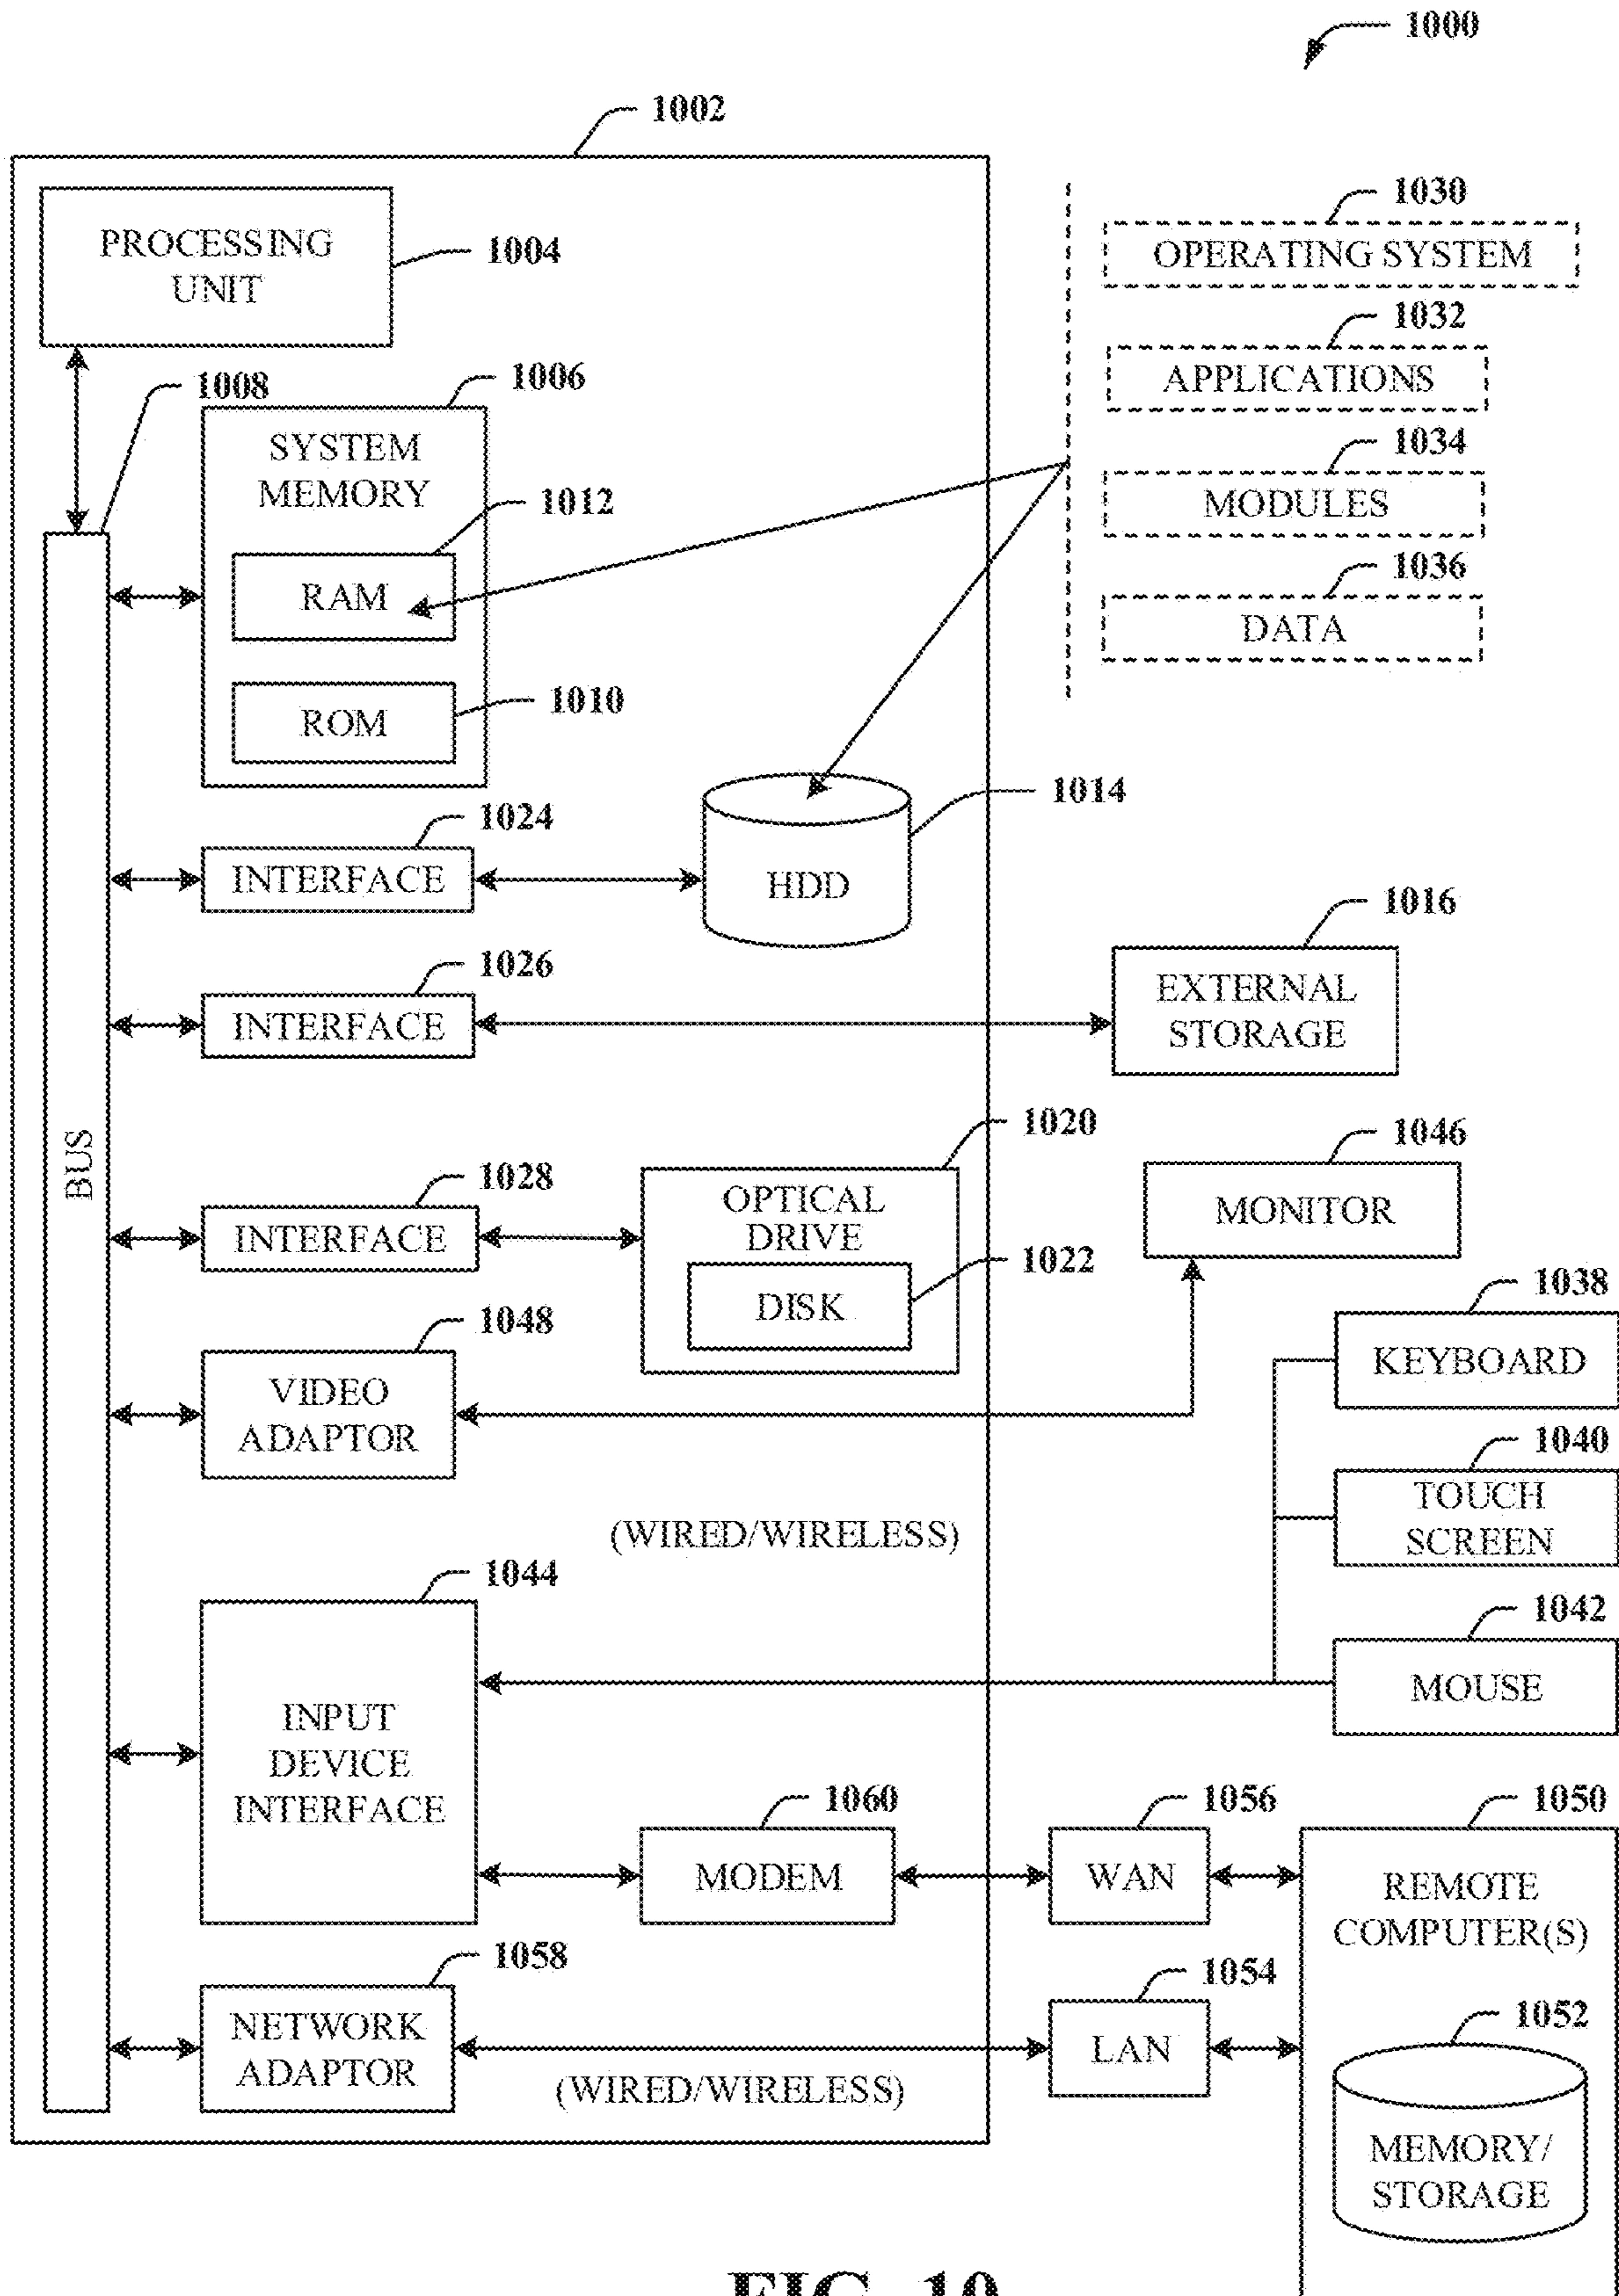 1000
1002
PROCESSING
UNIT
1004
1030
OPERATING SYSTEM
1032
APPLICATIONS
1034
MODULES
1036
DATA
1008
1006
SYSTEM
MEMORY
1012
RAM
1010
ROM
1024
INTERFACE
1014
HDD
1026
INTERFACE
1016
EXTERNAL
STORAGE
BUS
1028
INTERFACE
1020
OPTICAL
DRIVE
1022
DISK
1046
MONITOR
1048
VIDEO
ADAPTOR
1038
KEYBOARD
1040
TOUCH
SCREEN
(WIRED/WIRELESS)
1042
MOUSE
1044
INPUT
DEVICE
INTERFACE
1060
MODEM
1056
WAN
1050
REMOTE
COMPUTER(S)
1058
NETWORK
ADAPTOR
(WIRED/WIRELESS)
1054
LAN
1052
MEMORY/
STORAGE
FIG. 10